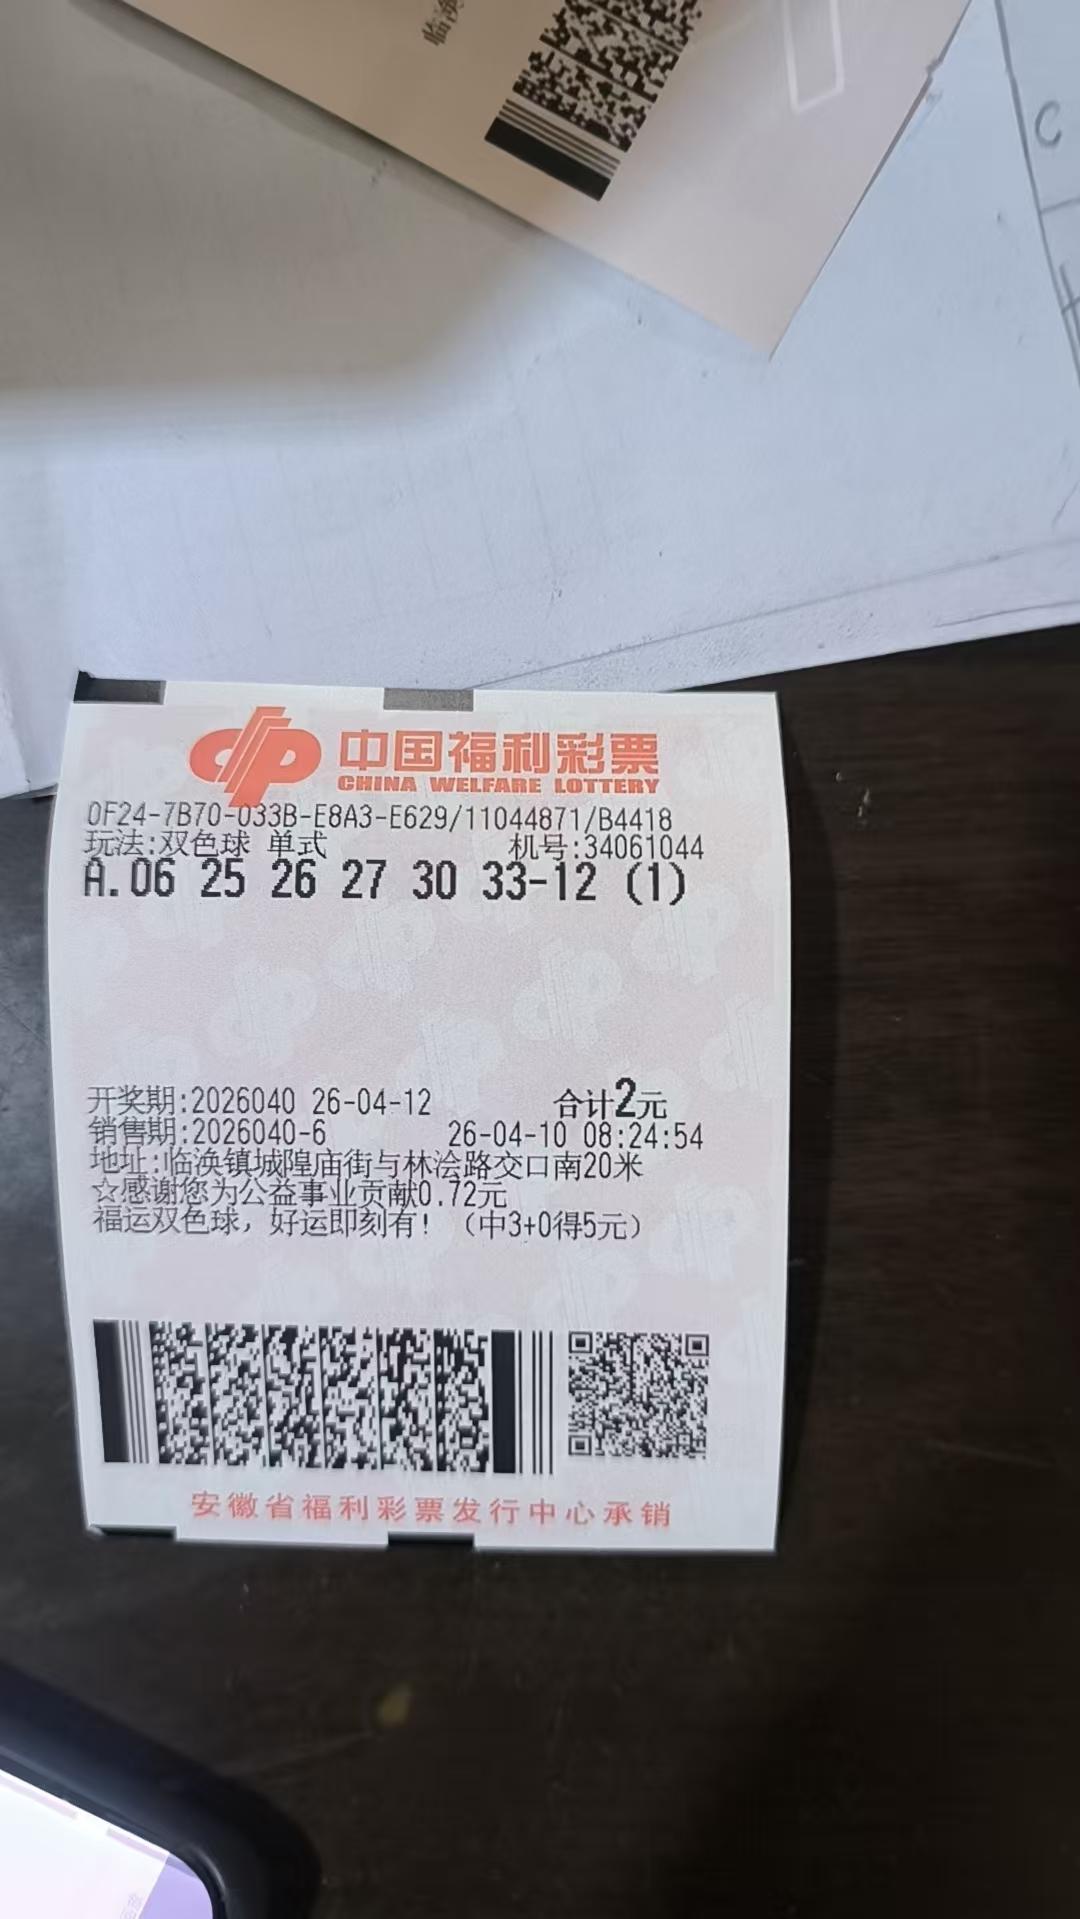 临涣
C
中国福利彩票
CHINA WELFARE LOTTERY
0F24-7B70-033B-E8A3-E629/11044871/B4418
玩法:双色球 单式 机号:34061044
A.06 25 26 27 30 33-12 (1)
开奖期:2026040 26-04-12 合计2元
销售期:2026040-6 26-04-10 08:24:54
地址:临涣镇城隍庙街与林浍路交口南20米
☆感谢您为公益事业贡献0.72元
福运双色球，好运即刻有！（中3+0得5元）
安徽省福利彩票发行中心承销